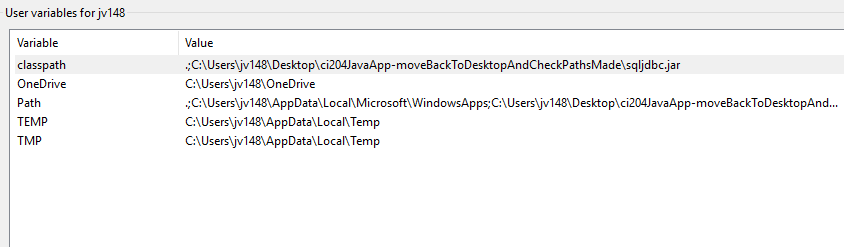 User variables for jv148
Variable Value
classpath .;C:\Users\jv148\Desktop\ci204JavaApp-moveBackToDesktopAndCheckPathsMade\sqljdbc.jar
OneDrive C:\Users\jv148\OneDrive
Path .;C:\Users\jv148\AppData\Local\Microsoft\WindowsApps;C:\Users\jv148\Desktop\ci204JavaApp-moveBackToDesktopAnd...
TEMP C:\Users\jv148\AppData\Local\Temp
TMP C:\Users\jv148\AppData\Local\Temp